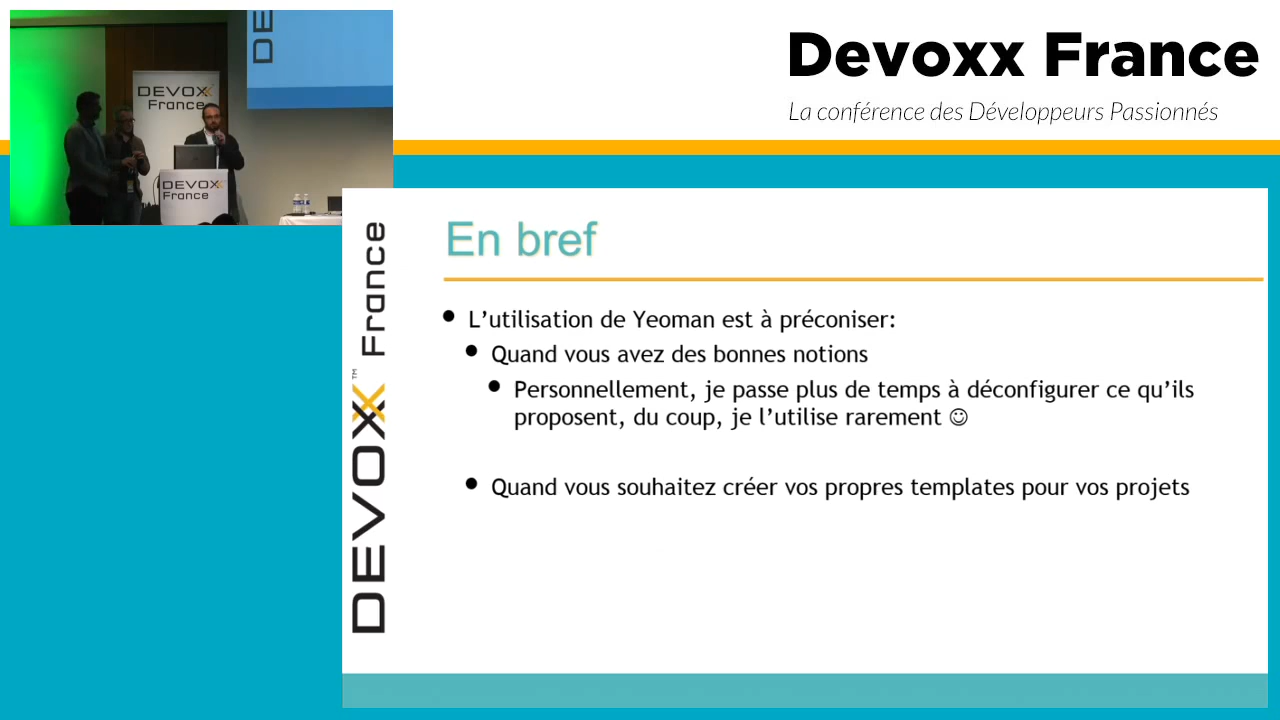 Devoxx France
La conférence des Développeurs Passionnés
DE
DEVOXX
France
DEVOXX
France
DEVOXX™ France
En bref
• L’utilisation de Yeoman est à préconiser:
• Quand vous avez des bonnes notions
• Personnellement, je passe plus de temps à déconfigurer ce qu’ils
proposent, du coup, je l’utilise rarement ☺
• Quand vous souhaitez créer vos propres templates pour vos projets